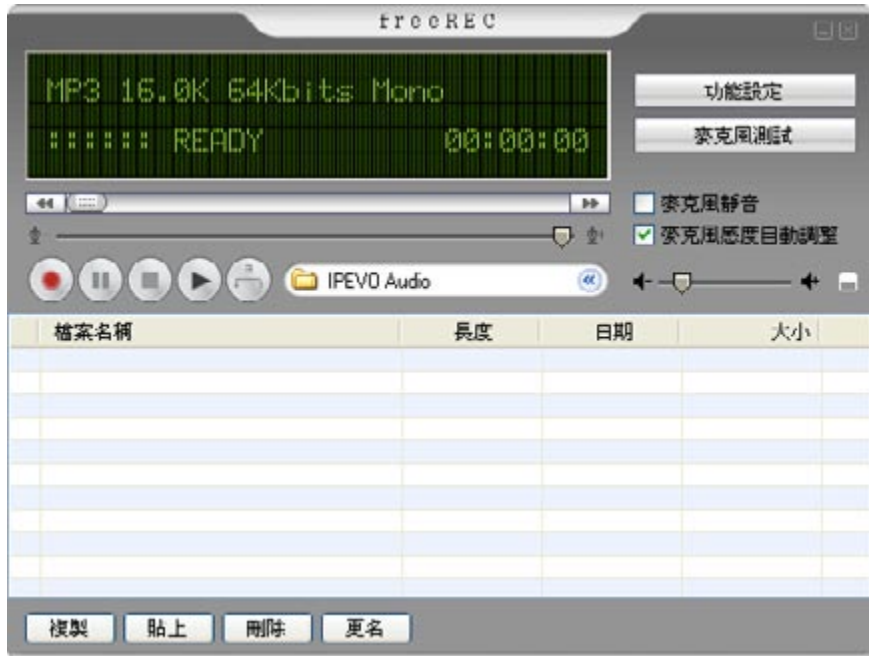 freeREC
MP3 16.0K 64Kbits Mono
:::::: READY 00:00:00
功能設定
麥克風測試
麥克風靜音
麥克風感度自動調整
IPEVO Audio
檔案名稱 長度 日期 大小
複製 貼上 刪除 更名